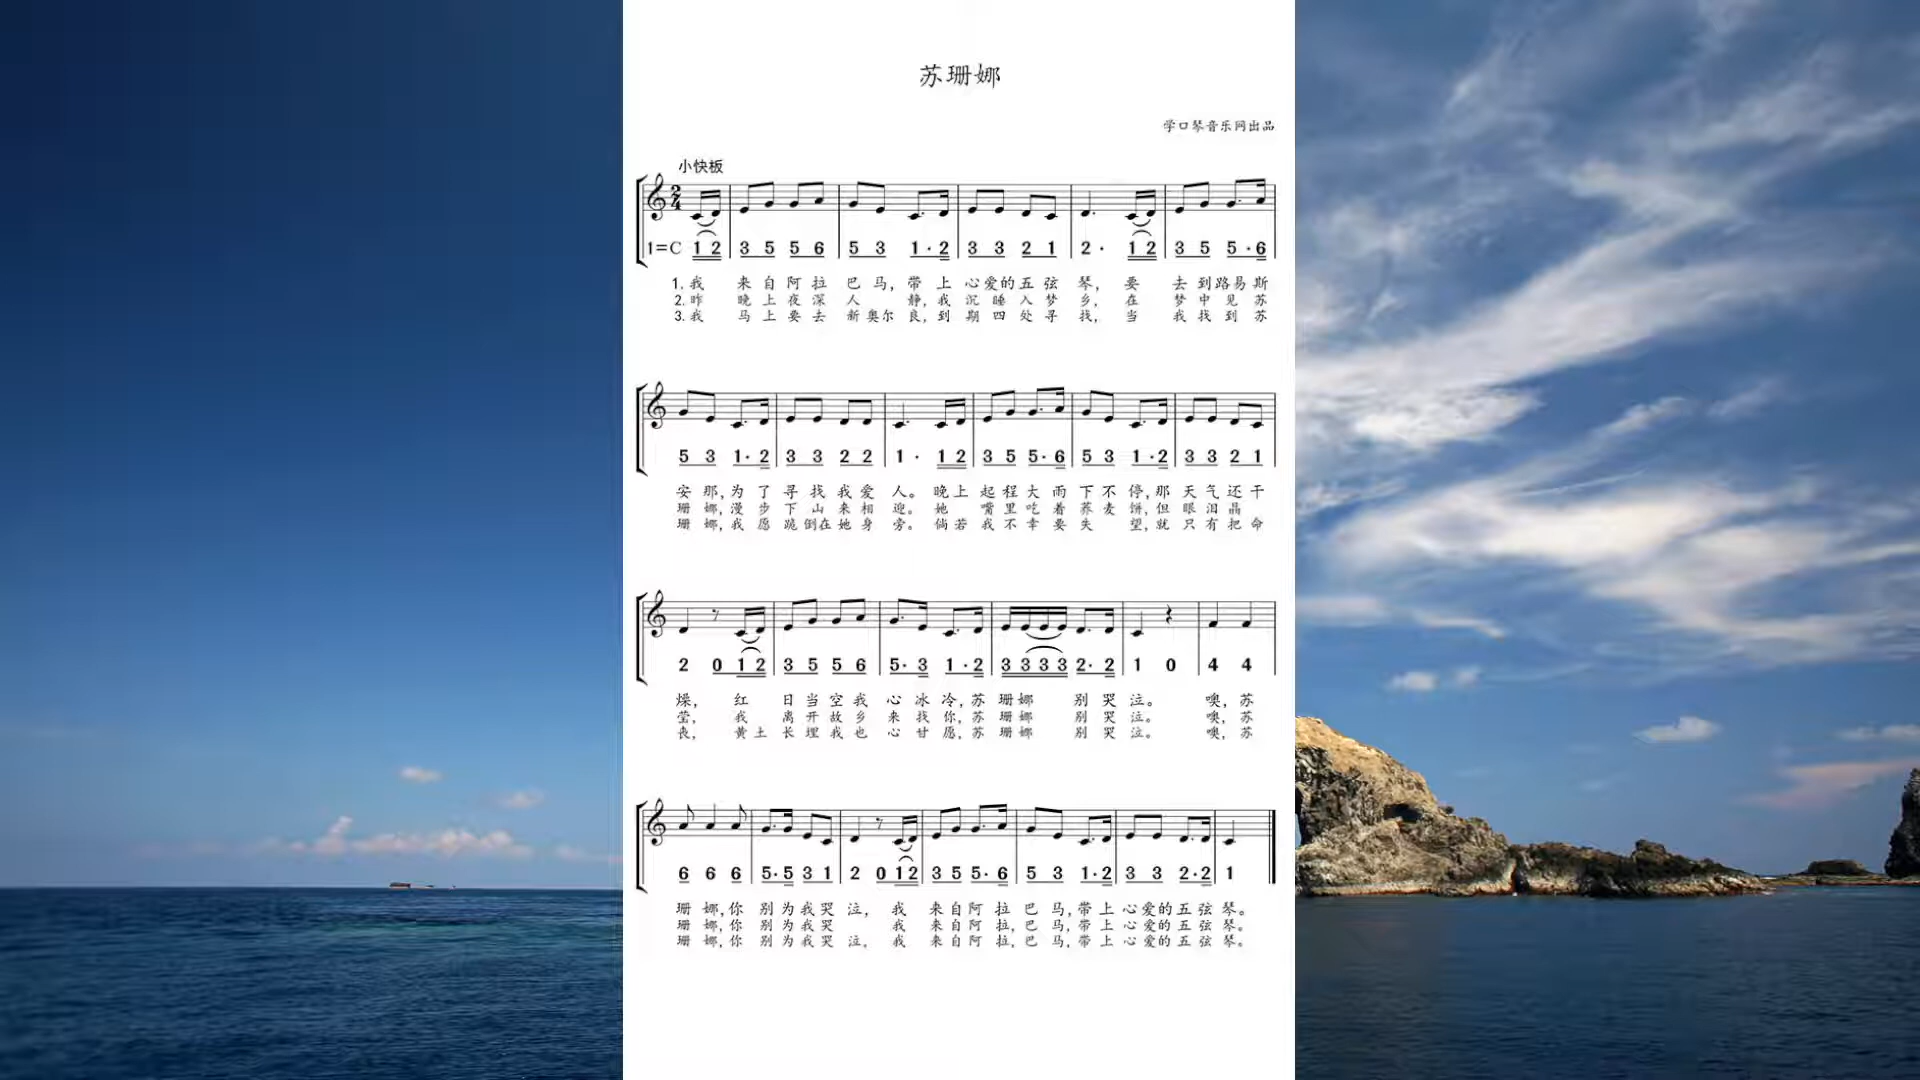 苏珊娜
学口琴音乐网出品
小快板
2/4
1=C 1 2 | 3 5 5 6 | 5 3 1·2 | 3 3 2 1 | 2· 1 2 | 3 5 5·6 |
1.我 来自阿拉巴马,带上心爱的五弦琴,要 去到路易斯
2.昨 晚上夜深人 静,我沉睡入梦乡,在 梦中见苏
3.我 马上要去新奥尔良,到期四处寻找,当 我找到苏
5 3 1·2 | 3 3 2 2 | 1· 1 2 | 3 5 5·6 | 5 3 1·2 | 3 3 2 1 |
安那,为了寻找我爱人。晚上起程大雨下不停,那天气还干
珊娜,漫步下山来相迎。她 嘴里吃着荞麦饼,但眼泪晶
珊娜,我愿跪倒在她身旁。倘若我不幸要失 望,就只有把命
2 0 1 2 | 3 5 5 6 | 5·3 1·2 | 3 3 3 3 2·2 | 1 0 | 4 4 |
燥, 红 日当空我心冰冷,苏珊娜 别哭泣。 噢,苏
莹, 我 离开故乡来找你,苏珊娜 别哭泣。 噢,苏
丧, 黄土长埋我也心甘愿,苏珊娜 别哭泣。 噢,苏
6 6 6 | 5·5 3 1 | 2 0 1 2 | 3 5 5·6 | 5 3 1·2 | 3 3 2·2 | 1
珊娜,你别为我哭泣, 我 来自阿拉巴马,带上心爱的五弦琴。
珊娜,你别为我哭 我 来自阿拉,巴马,带上心爱的五弦琴。
珊娜,你别为我哭泣, 我 来自阿拉,巴马,带上心爱的五弦琴。